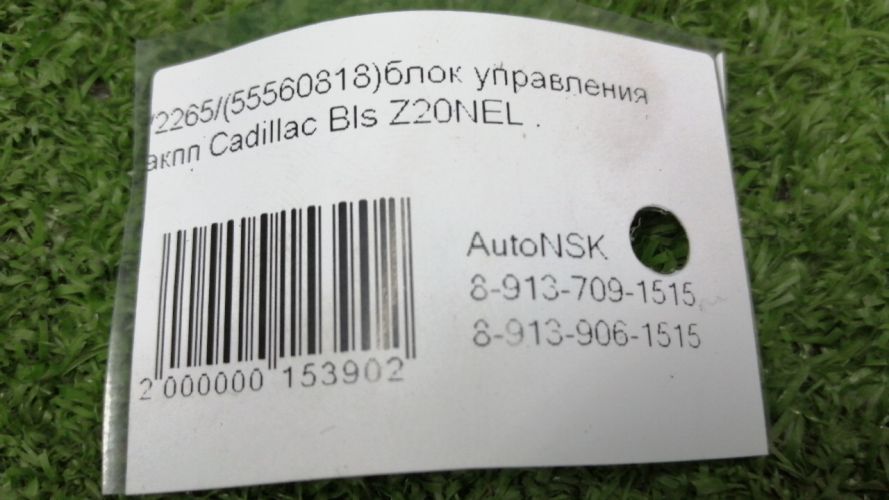 /2265/(55560818)блок управления
акпп Cadillac Bls Z20NEL .
AutoNSK
8-913-709-1515
8-913-906-1515
2 000000 153902